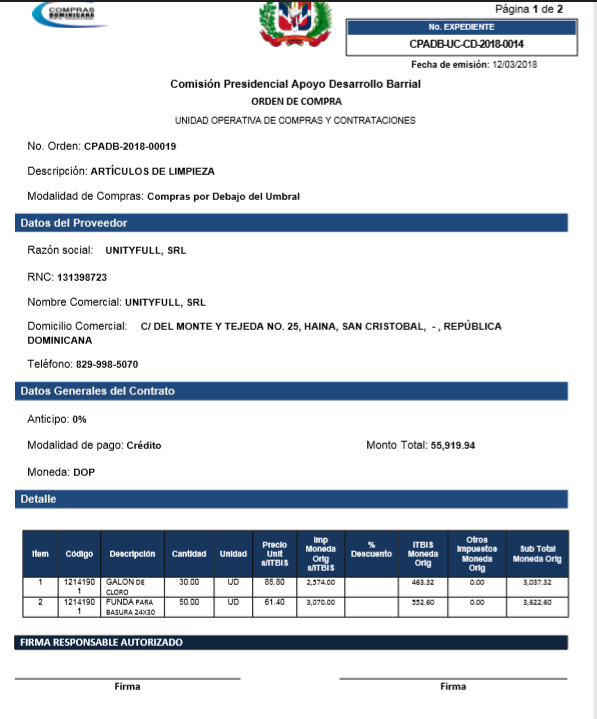 COMPRAS
DOMINICANA
Página 1 de 2
No. EXPEDIENTE
CPADB-UC-CD-2018-0014
Fecha de emisión: 12/03/2018
Comisión Presidencial Apoyo Desarrollo Barrial
ORDEN DE COMPRA
UNIDAD OPERATIVA DE COMPRAS Y CONTRATACIONES
No. Orden: CPADB-2018-00019
Descripción: ARTÍCULOS DE LIMPIEZA
Modalidad de Compras: Compras por Debajo del Umbral
Datos del Proveedor
Razón social: UNITYFULL, SRL
RNC: 131398723
Nombre Comercial: UNITYFULL, SRL
Domicilio Comercial: C/ DEL MONTE Y TEJEDA NO. 25, HAINA, SAN CRISTOBAL, - , REPÚBLICA
DOMINICANA
Teléfono: 829-998-5070
Datos Generales del Contrato
Anticipo: 0%
Modalidad de pago: Crédito Monto Total: 55,919.94
Moneda: DOP
Detalle
Item Código Descripción Cantidad Unidad Precio Unit s/ITBIS Imp Moneda Orig s/ITBIS % Descuento ITBIS Moneda Orig Otros Impuestos Moneda Orig Sub Total Moneda Orig
1 12141901 GALON DE CLORO 30.00 UD 85.80 2,574.00 463.32 0.00 3,037.32
2 12141901 FUNDA PARA BASURA 24X30 50.00 UD 61.40 3,070.00 552.60 0.00 3,622.60
FIRMA RESPONSABLE AUTORIZADO
Firma Firma